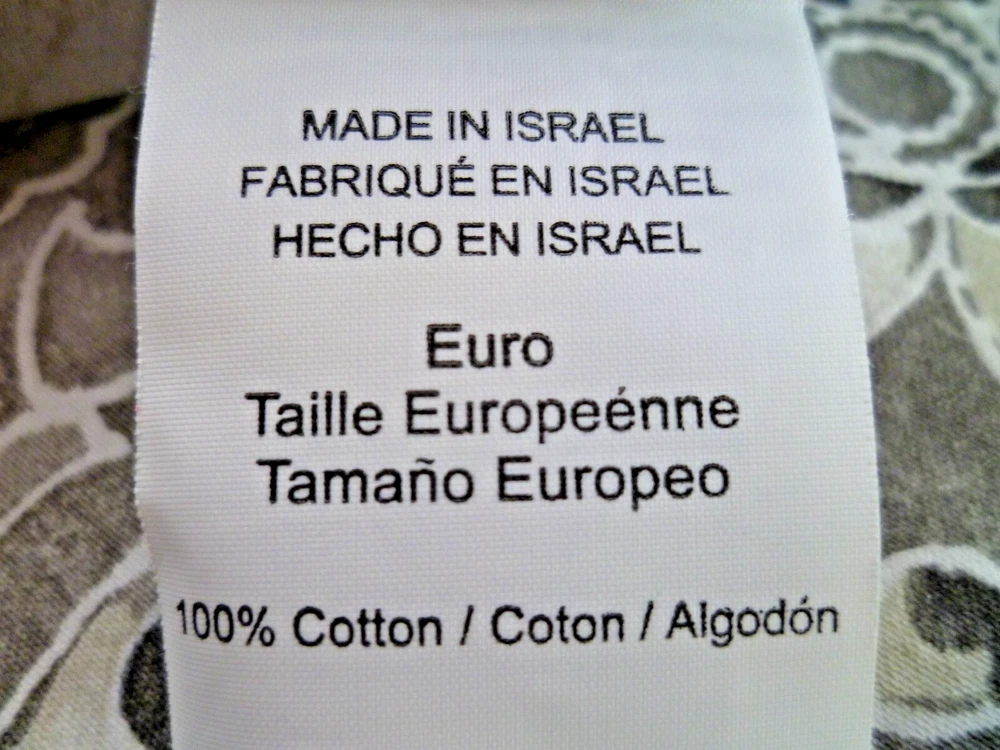 MADE IN ISRAEL
FABRIQUÉ EN ISRAEL
HECHO EN ISRAEL
Euro
Taille Europeénne
Tamaño Europeo
100% Cotton / Coton / Algodón